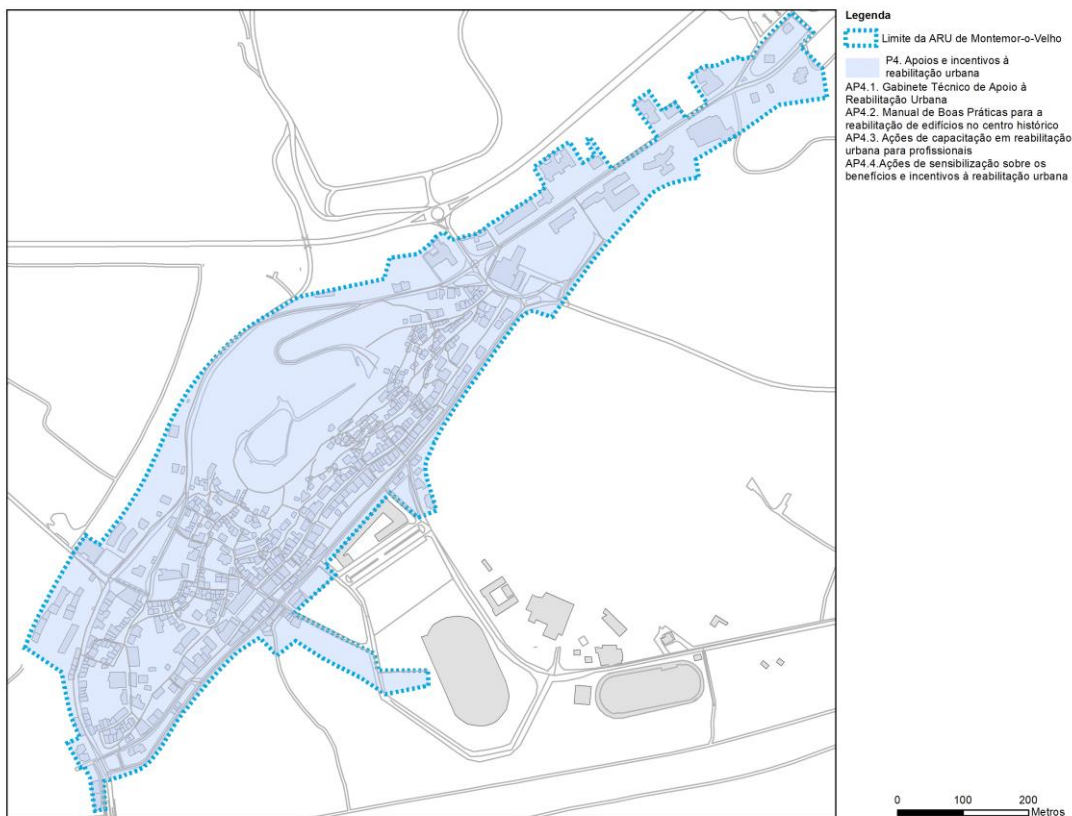 Legenda
Limite da ARU de Montemor-o-Velho
P4. Apoios e incentivos à
reabilitação urbana
AP4.1. Gabinete Técnico de Apoio à
Reabilitação Urbana
AP4.2. Manual de Boas Práticas para a
reabilitação de edifícios no centro histórico
AP4.3. Ações de capacitação em reabilitação
urbana para profissionais
AP4.4.Ações de sensibilização sobre os
benefícios e incentivos á reabilitação urbana
0 100 200
Metros